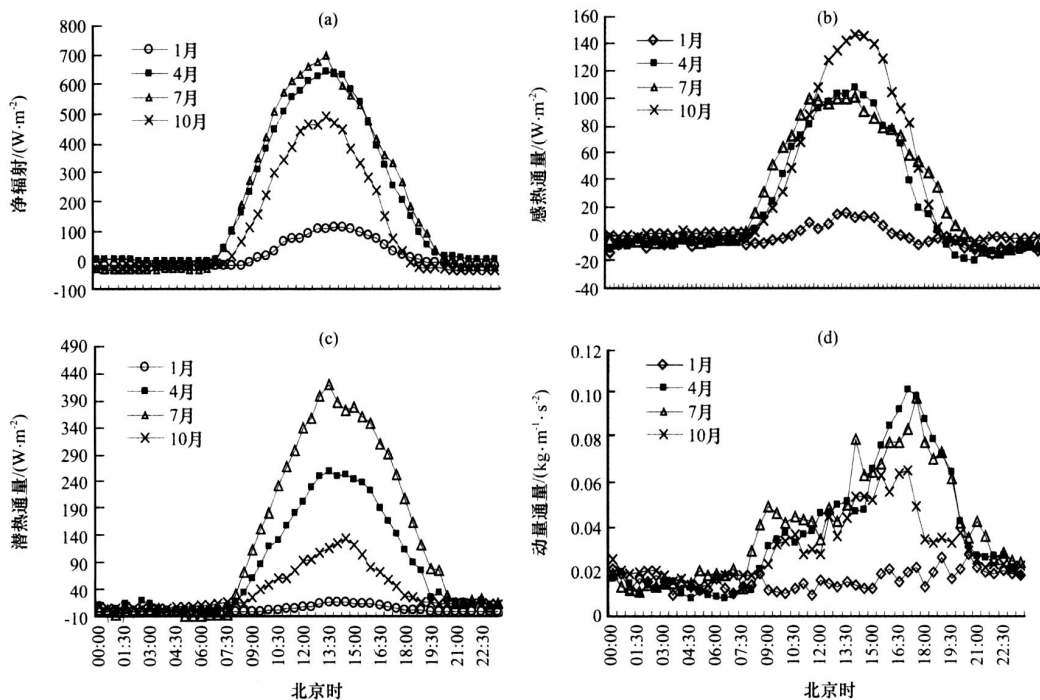 (a)
800
700
600
500
400
300
200
100
0
-100
净辐射/(W·m⁻²)
1月
4月
7月
10月
(b)
160
140
120
100
80
60
40
20
0
-20
-40
感热通量/(W·m⁻²)
1月
4月
7月
10月
(c)
490
440
390
340
290
240
190
140
90
40
-10
潜热通量/(W·m⁻²)
1月
4月
7月
10月
00:00
01:30
03:00
04:30
06:00
07:30
09:00
10:30
12:00
13:30
15:00
16:30
18:00
19:30
21:00
22:30
北京时
(d)
0.12
0.10
0.08
0.06
0.04
0.02
0
动量通量/(kg·m⁻¹·s⁻²)
1月
4月
7月
10月
00:00
01:30
03:00
04:30
06:00
07:30
09:00
10:30
12:00
13:30
15:00
16:30
18:00
19:30
21:00
22:30
北京时